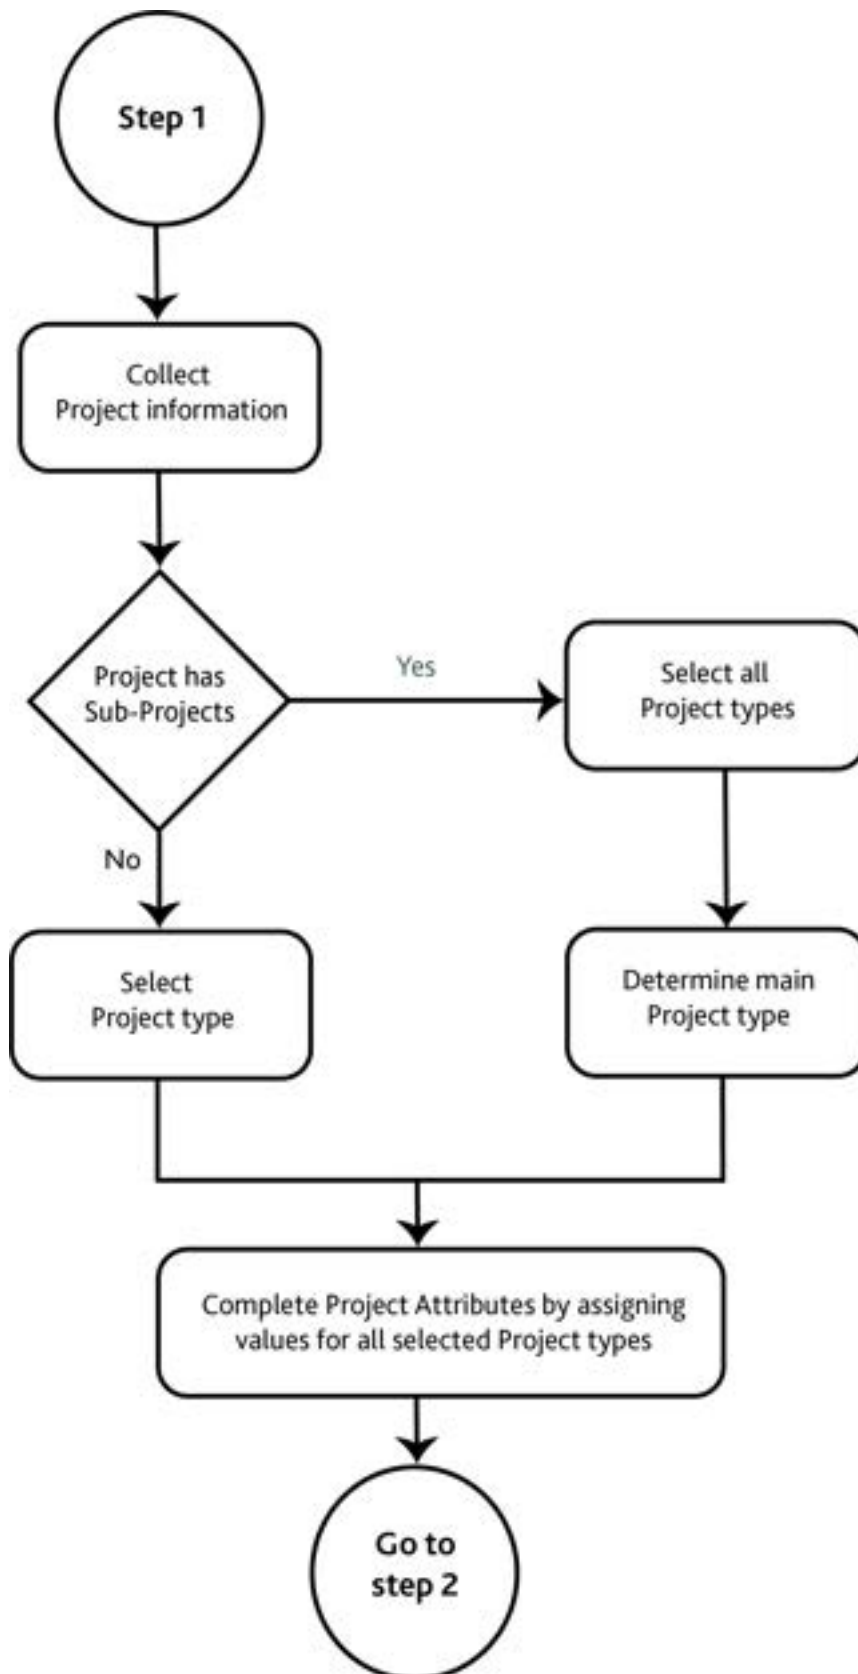 Step 1
Collect
Project information
Project has
Sub-Projects
Yes
Select all
Project types
No
Select
Project type
Determine main
Project type
Complete Project Attributes by assigning
values for all selected Project types
Go to
step 2